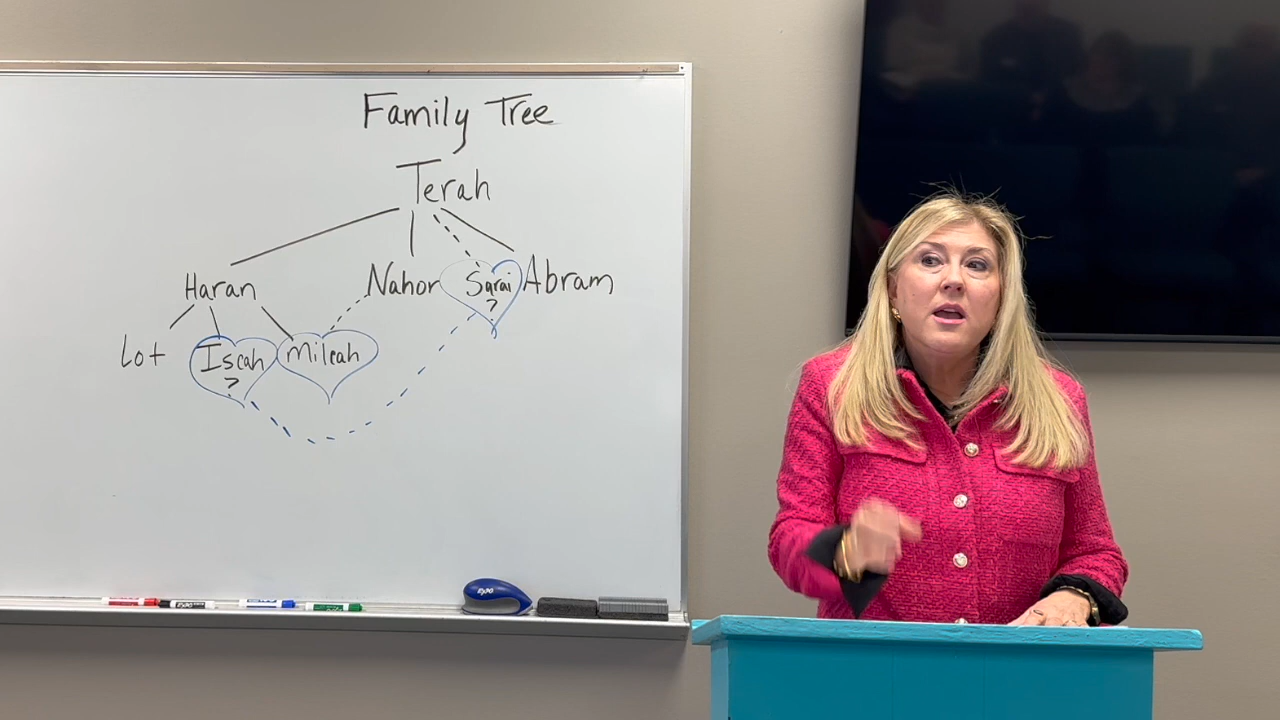 Family Tree
Terah
Haran Nahor Sarai Abram
?
Lot Iscah Milcah
?
EXPO